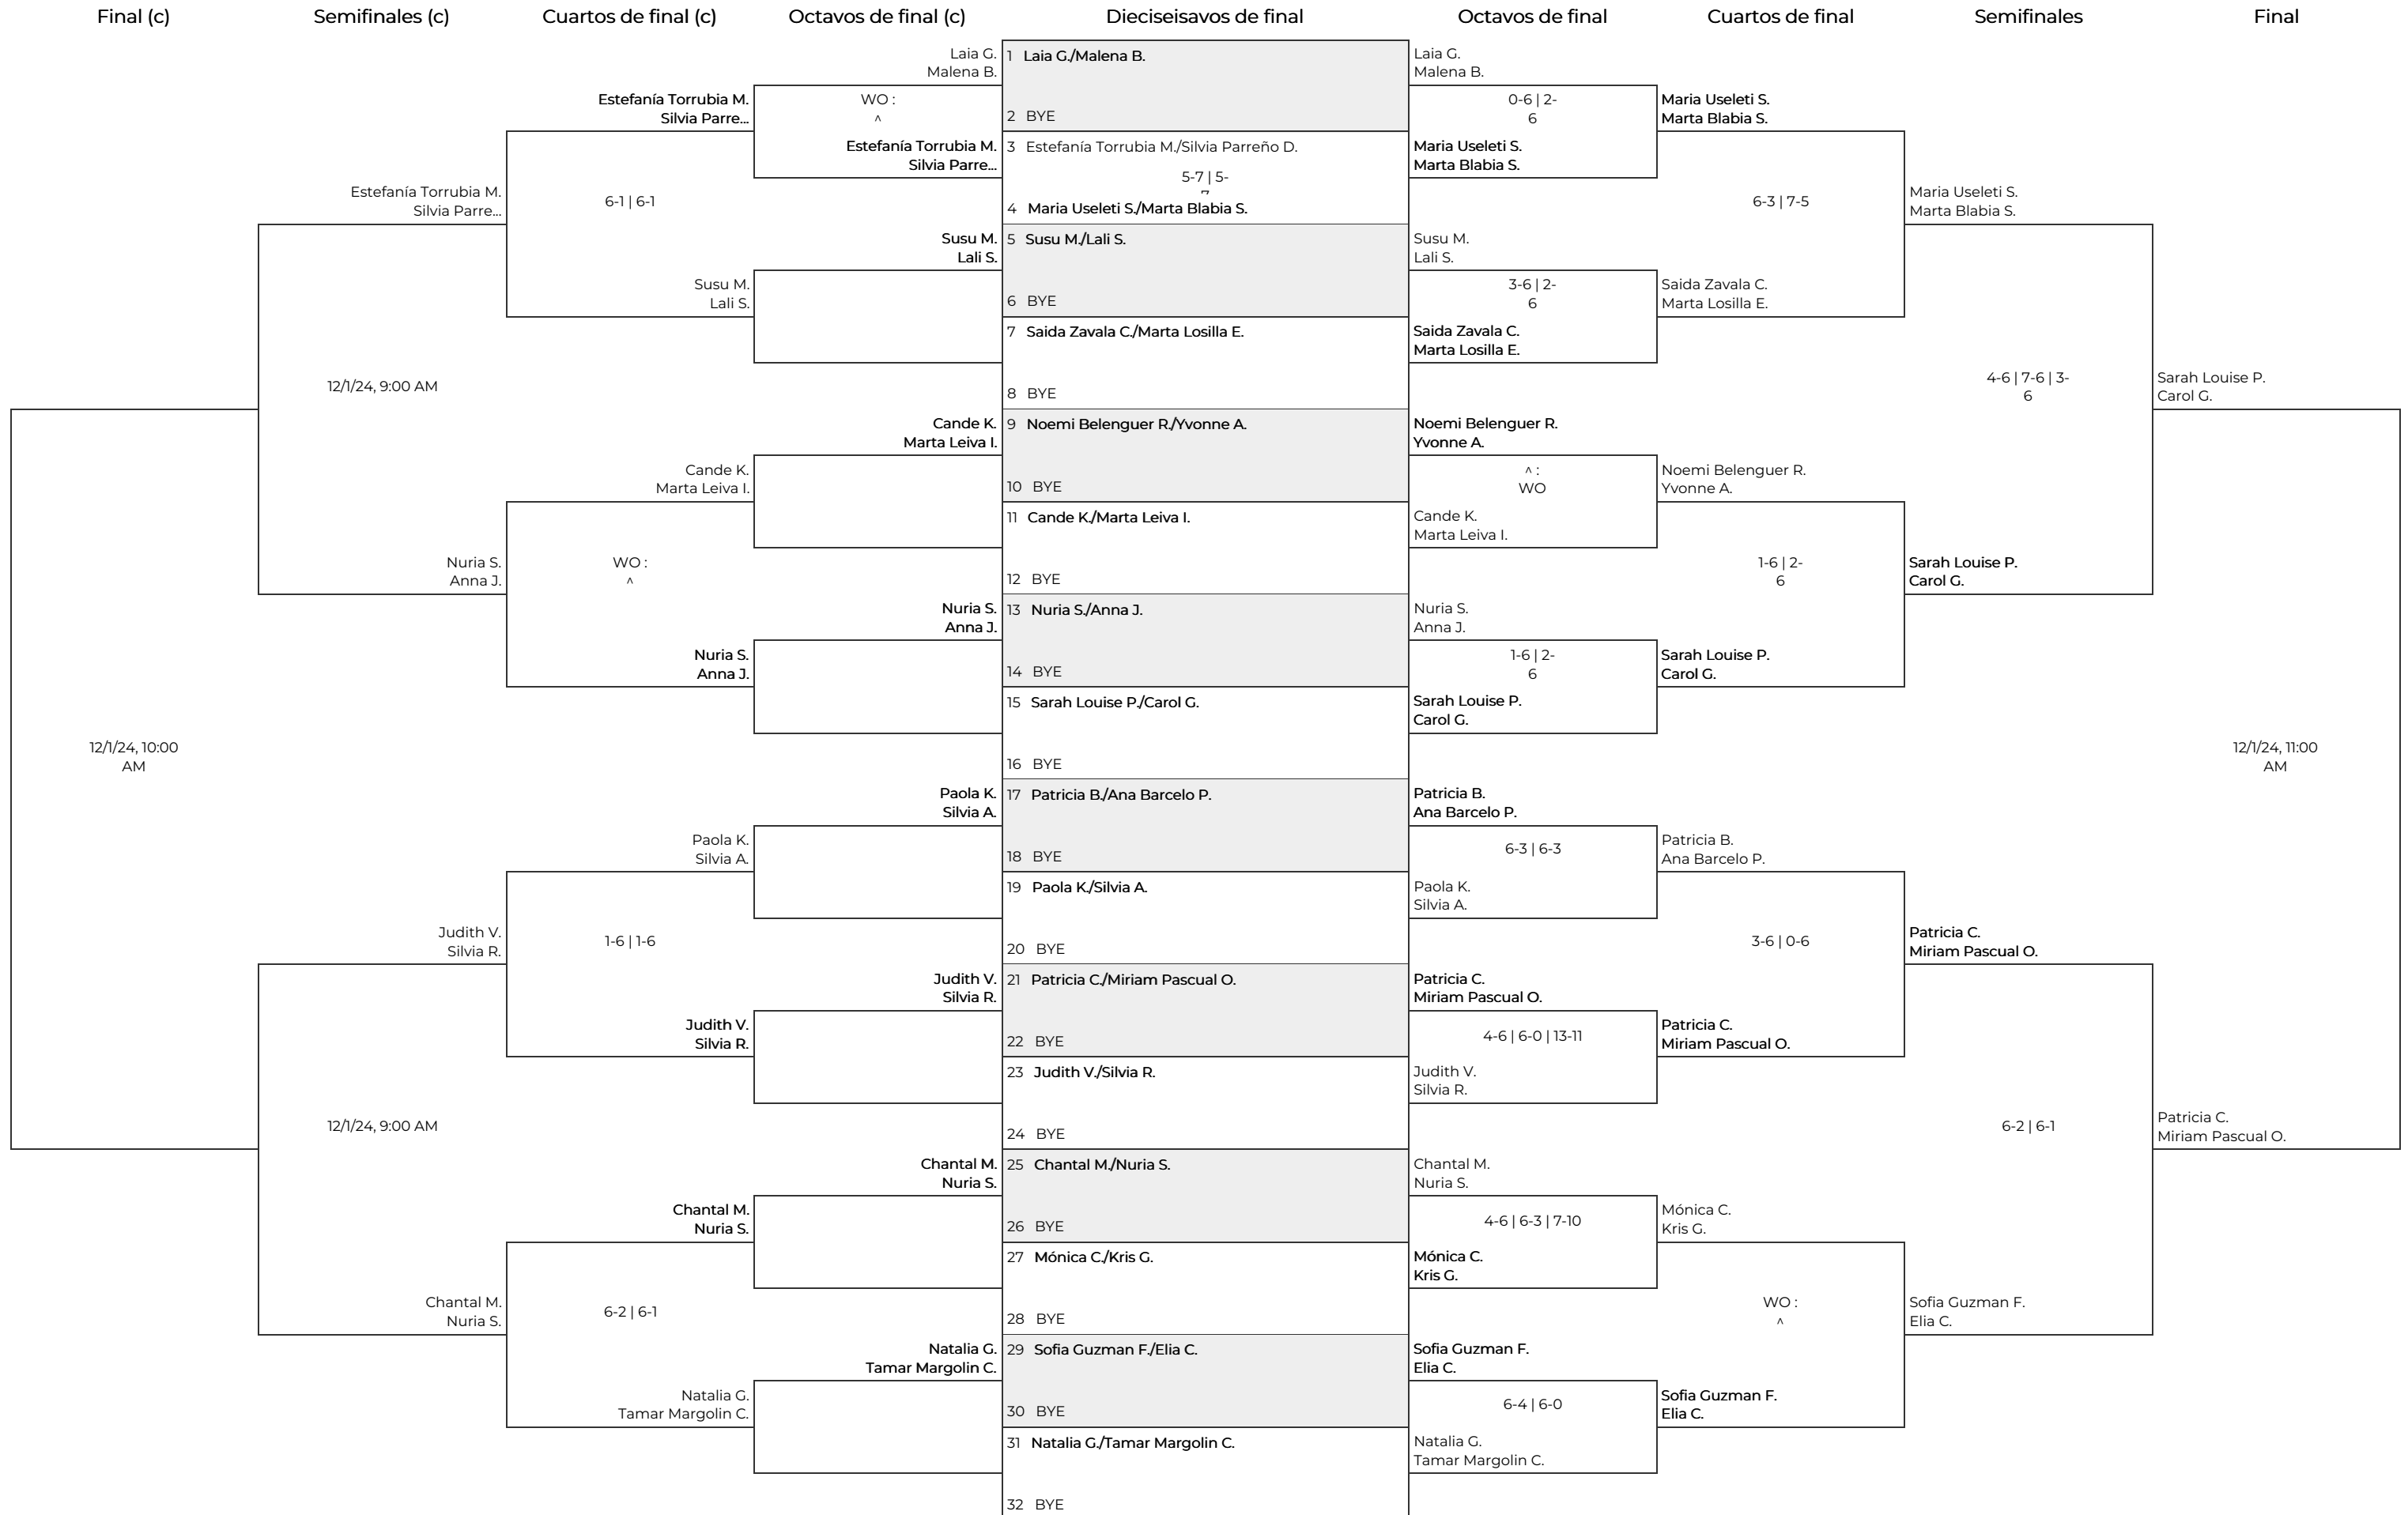 Final (c)
Semifinales (c)
Cuartos de final (c)
Octavos de final (c)
Dieciseisavos de final
Octavos de final
Cuartos de final
Semifinales
Final
12/1/24, 10:00
AM
Estefanía Torrubia M.
Silvia Parre...
12/1/24, 9:00 AM
Nuria S.
Anna J.
Judith V.
Silvia R.
12/1/24, 9:00 AM
Chantal M.
Nuria S.
Estefanía Torrubia M.
Silvia Parre...
6-1 | 6-1
Susu M.
Lali S.
Cande K.
Marta Leiva I.
WO :
^
Nuria S.
Anna J.
Paola K.
Silvia A.
1-6 | 1-6
Judith V.
Silvia R.
Chantal M.
Nuria S.
6-2 | 6-1
Natalia G.
Tamar Margolin C.
Laia G.
Malena B.
WO :
^
Estefanía Torrubia M.
Silvia Parre...
Susu M.
Lali S.
Cande K.
Marta Leiva I.
Nuria S.
Anna J.
Paola K.
Silvia A.
Judith V.
Silvia R.
Chantal M.
Nuria S.
Natalia G.
Tamar Margolin C.
1 Laia G./Malena B.
2 BYE
3 Estefanía Torrubia M./Silvia Parreño D.
5-7 | 5-
7
4 Maria Useleti S./Marta Blabia S.
5 Susu M./Lali S.
6 BYE
7 Saida Zavala C./Marta Losilla E.
8 BYE
9 Noemi Belenguer R./Yvonne A.
10 BYE
11 Cande K./Marta Leiva I.
12 BYE
13 Nuria S./Anna J.
14 BYE
15 Sarah Louise P./Carol G.
16 BYE
17 Patricia B./Ana Barcelo P.
18 BYE
19 Paola K./Silvia A.
20 BYE
21 Patricia C./Miriam Pascual O.
22 BYE
23 Judith V./Silvia R.
24 BYE
25 Chantal M./Nuria S.
26 BYE
27 Mónica C./Kris G.
28 BYE
29 Sofia Guzman F./Elia C.
30 BYE
31 Natalia G./Tamar Margolin C.
32 BYE
Laia G.
Malena B.
0-6 | 2-
6
Maria Useleti S.
Marta Blabia S.
Susu M.
Lali S.
3-6 | 2-
6
Saida Zavala C.
Marta Losilla E.
Noemi Belenguer R.
Yvonne A.
^ :
WO
Cande K.
Marta Leiva I.
Nuria S.
Anna J.
1-6 | 2-
6
Sarah Louise P.
Carol G.
Patricia B.
Ana Barcelo P.
6-3 | 6-3
Paola K.
Silvia A.
Patricia C.
Miriam Pascual O.
4-6 | 6-0 | 13-11
Judith V.
Silvia R.
Chantal M.
Nuria S.
4-6 | 6-3 | 7-10
Mónica C.
Kris G.
Sofia Guzman F.
Elia C.
6-4 | 6-0
Natalia G.
Tamar Margolin C.
Maria Useleti S.
Marta Blabia S.
6-3 | 7-5
Saida Zavala C.
Marta Losilla E.
Noemi Belenguer R.
Yvonne A.
1-6 | 2-
6
Sarah Louise P.
Carol G.
Patricia B.
Ana Barcelo P.
3-6 | 0-6
Patricia C.
Miriam Pascual O.
Mónica C.
Kris G.
WO :
^
Sofia Guzman F.
Elia C.
Maria Useleti S.
Marta Blabia S.
4-6 | 7-6 | 3-
6
Sarah Louise P.
Carol G.
Patricia C.
Miriam Pascual O.
6-2 | 6-1
Sofia Guzman F.
Elia C.
Sarah Louise P.
Carol G.
12/1/24, 11:00
AM
Patricia C.
Miriam Pascual O.